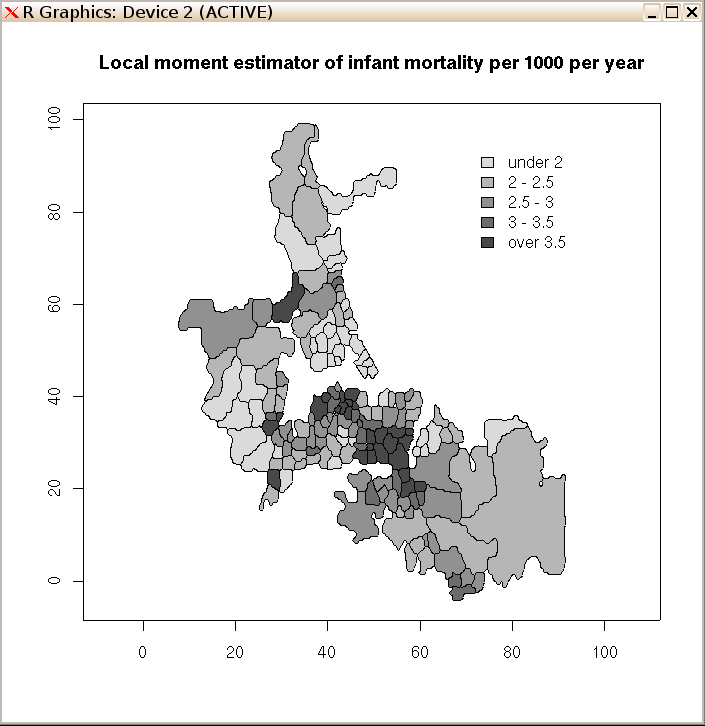 R Graphics: Device 2 (ACTIVE)
Local moment estimator of infant mortality per 1000 per year
100
80
60
40
20
0
under 2
2 - 2.5
2.5 - 3
3 - 3.5
over 3.5
0 20 40 60 80 100